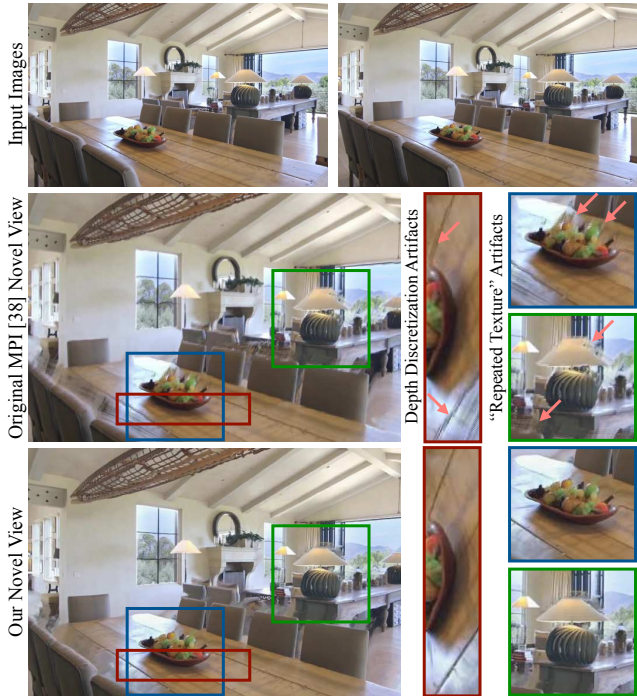 Input Images
Original MPI [38] Novel View
Depth Discretization Artifacts
“Repeated Texture” Artifacts
Our Novel View